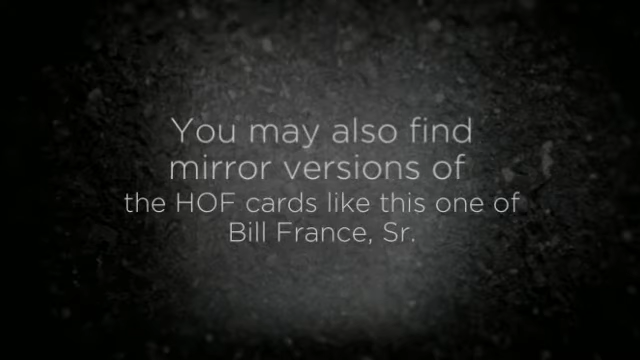 You may also find
mirror versions of
the HOF cards like this one of
Bill France, Sr.